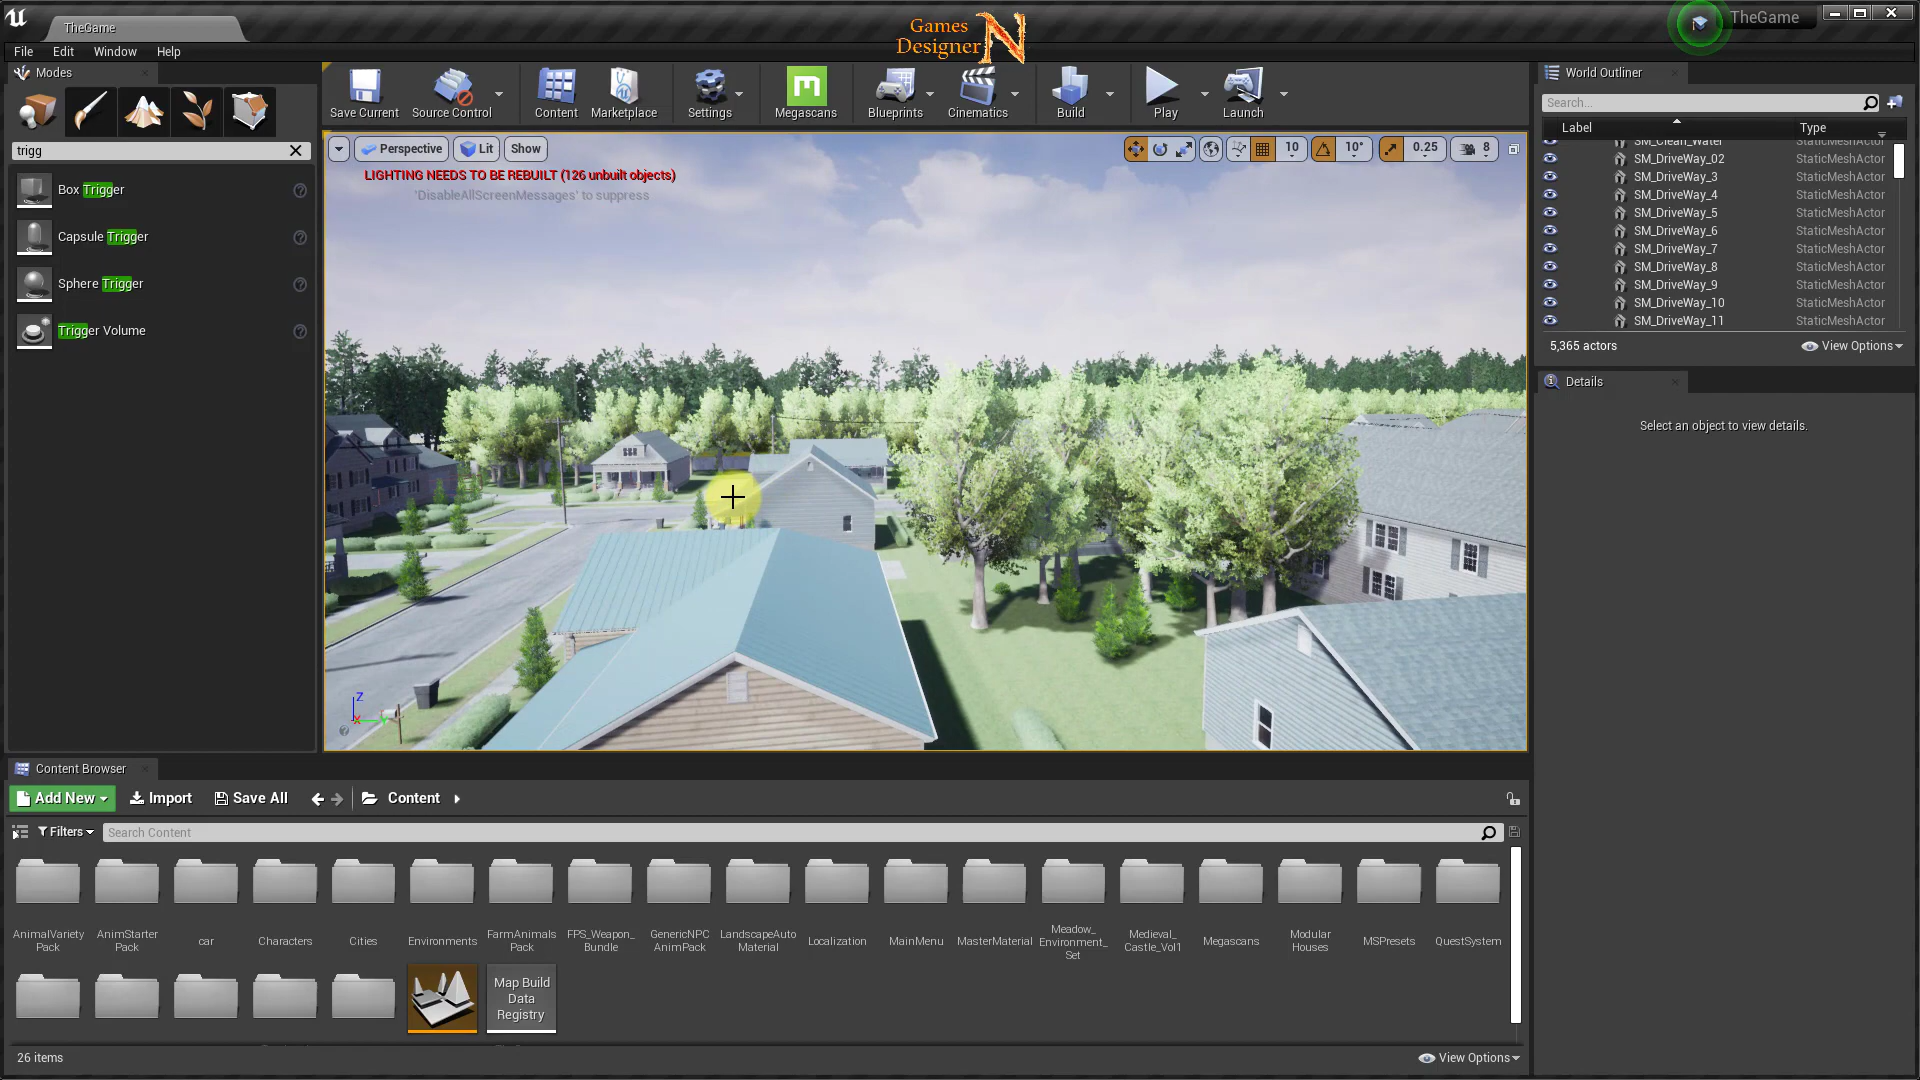 TheGame
Games
Designer N
TheGame
File Edit Window Help
Modes
trigg
Box Trigger
Capsule Trigger
Sphere Trigger
Trigger Volume
Save Current
Source Control
Content
Marketplace
Settings
Megascans
Blueprints
Cinematics
Build
Play
Launch
Perspective
Lit
Show
10
10°
0.25
8
LIGHTING NEEDS TO BE REBUILT (126 unbuilt objects)
'DisableAllScreenMessages' to suppress
Z
World Outliner
Search...
Label Type
SM_Clean_Water StaticMeshActor
SM_DriveWay_02 StaticMeshActor
SM_DriveWay_3 StaticMeshActor
SM_DriveWay_4 StaticMeshActor
SM_DriveWay_5 StaticMeshActor
SM_DriveWay_6 StaticMeshActor
SM_DriveWay_7 StaticMeshActor
SM_DriveWay_8 StaticMeshActor
SM_DriveWay_9 StaticMeshActor
SM_DriveWay_10 StaticMeshActor
SM_DriveWay_11 StaticMeshActor
5,365 actors
View Options
Details
Select an object to view details.
Content Browser
Add New
Import
Save All
Content
Filters
Search Content
AnimalVariety
Pack
AnimStarter
Pack
car
Characters
Cities
Environments
FarmAnimals
Pack
FPS_Weapon_
Bundle
GenericNPC
AnimPack
LandscapeAuto
Material
Localization
MainMenu
MasterMaterial
Meadow_
Environment_
Set
Medieval_
Castle_Vol1
Megascans
Modular
Houses
MSPresets
QuestSystem
Map Build
Data
Registry
26 items
View Options